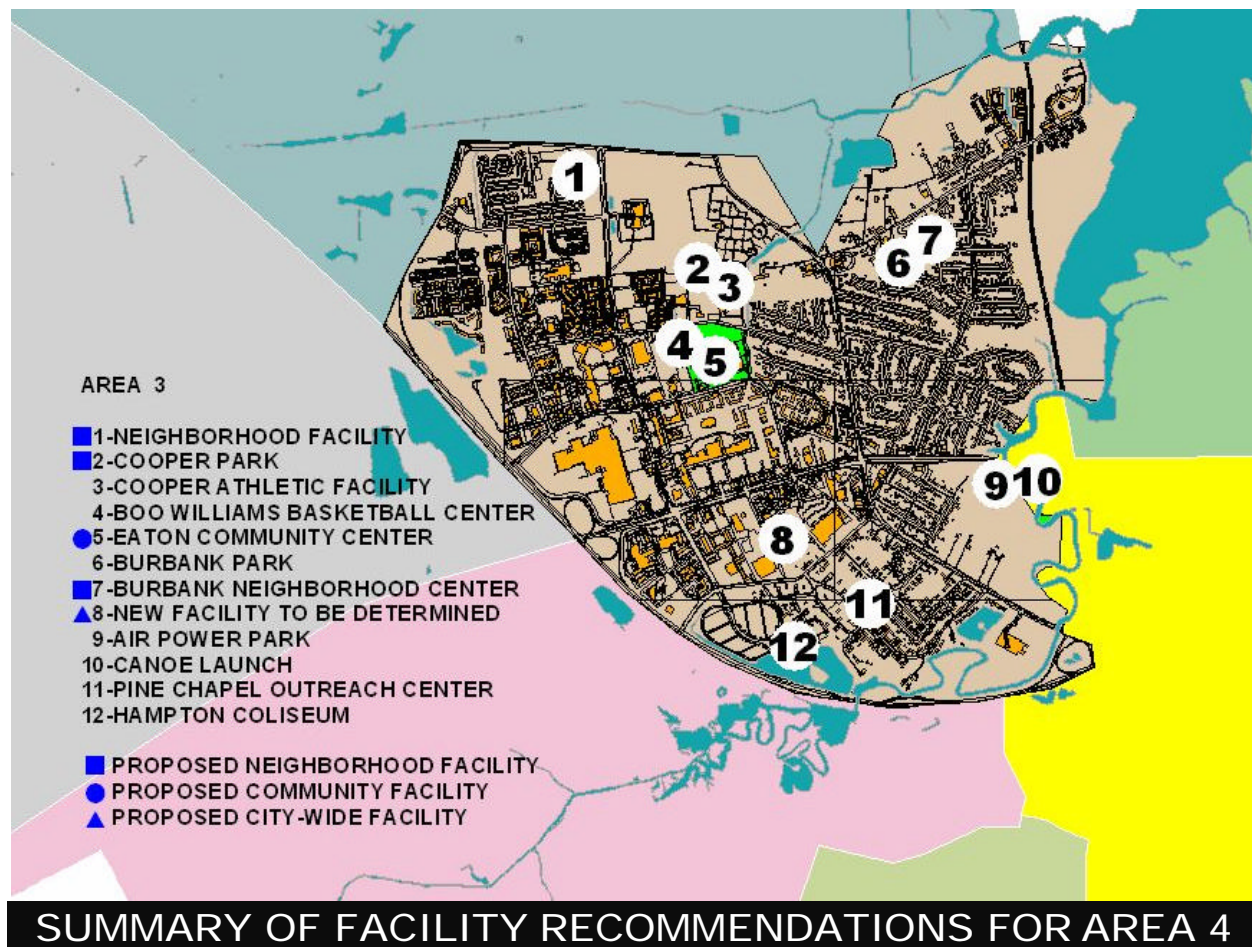 1
2
3
4
5
6
7
8
9
10
11
12
AREA 3
1-NEIGHBORHOOD FACILITY
2-COOPER PARK
3-COOPER ATHLETIC FACILITY
4-BOO WILLIAMS BASKETBALL CENTER
5-EATON COMMUNITY CENTER
6-BURBANK PARK
7-BURBANK NEIGHBORHOOD CENTER
8-NEW FACILITY TO BE DETERMINED
9-AIR POWER PARK
10-CANOE LAUNCH
11-PINE CHAPEL OUTREACH CENTER
12-HAMPTON COLISEUM
PROPOSED NEIGHBORHOOD FACILITY
PROPOSED COMMUNITY FACILITY
PROPOSED CITY-WIDE FACILITY
SUMMARY OF FACILITY RECOMMENDATIONS FOR AREA 4